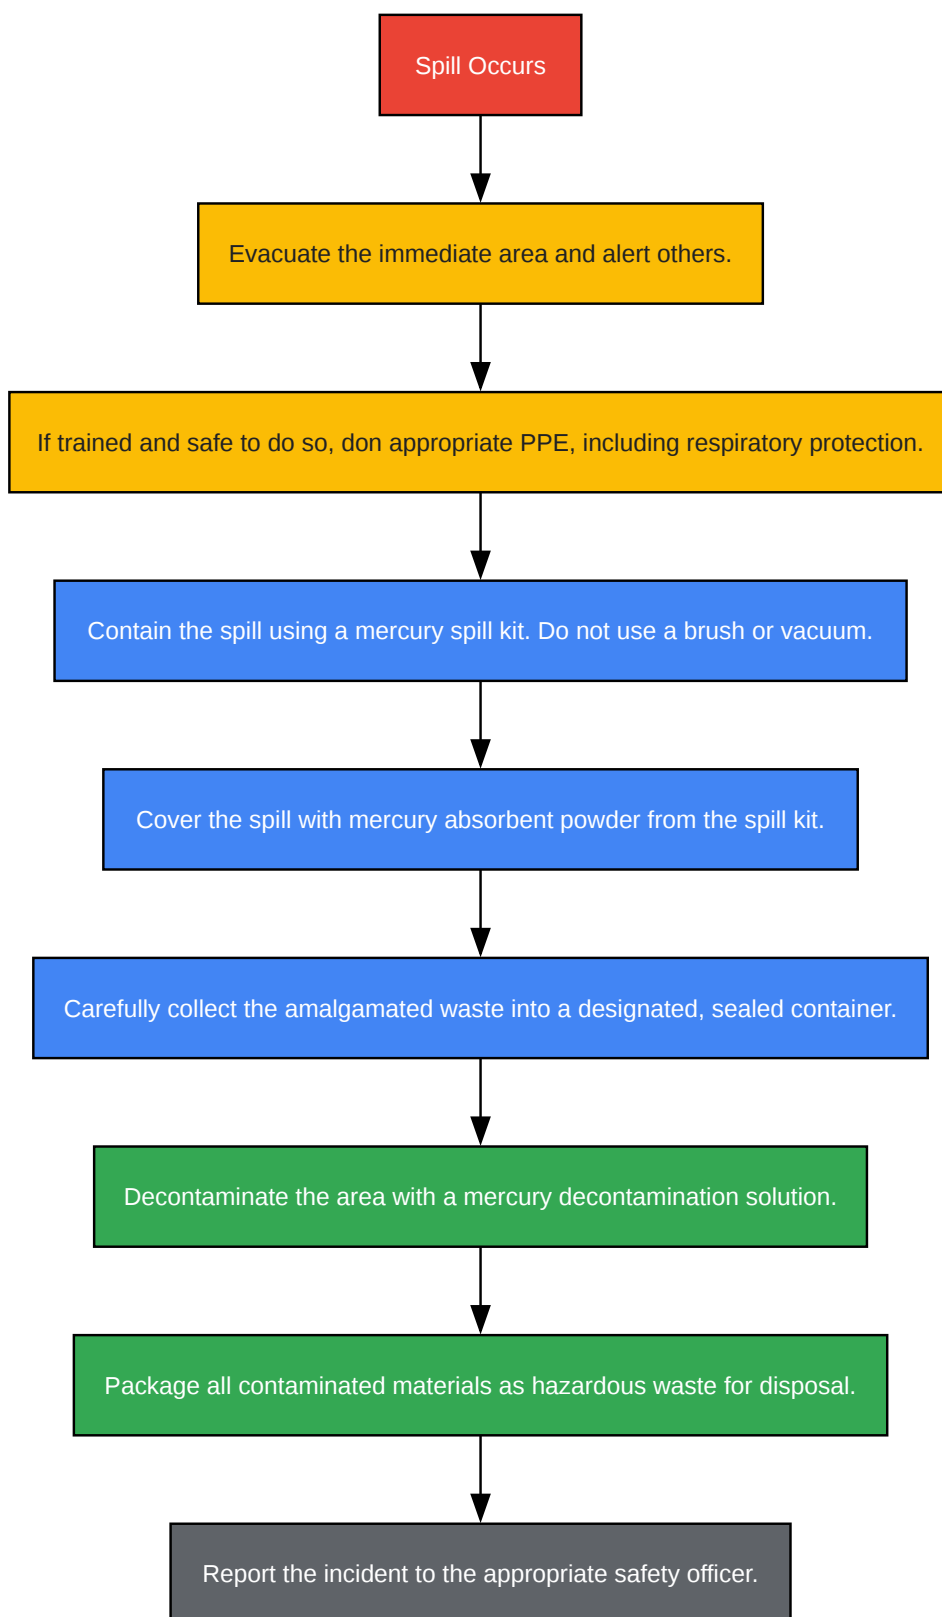 Spill Occurs
Evacuate the immediate area and alert others.
If trained and safe to do so, don appropriate PPE, including respiratory protection.
Contain the spill using a mercury spill kit. Do not use a brush or vacuum.
Cover the spill with mercury absorbent powder from the spill kit.
Carefully collect the amalgamated waste into a designated, sealed container.
Decontaminate the area with a mercury decontamination solution.
Package all contaminated materials as hazardous waste for disposal.
Report the incident to the appropriate safety officer.